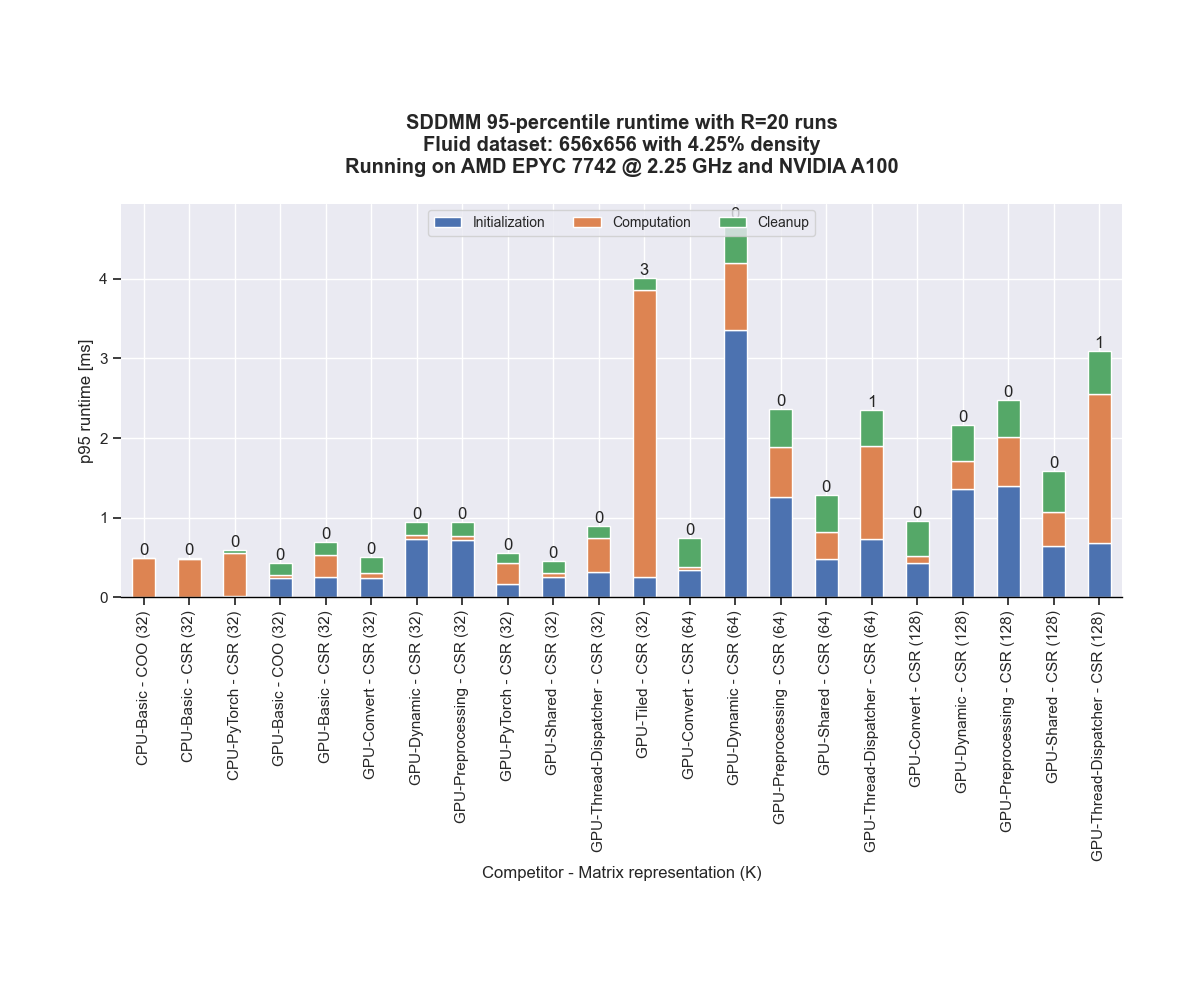 SDDMM 95-percentile runtime with R=20 runs
Fluid dataset: 656x656 with 4.25% density
Running on AMD EPYC 7742 @ 2.25 GHz and NVIDIA A100
Initialization
Computation
Cleanup
p95 runtime [ms]
4
3
2
1
0
0
0
0
0
0
0
0
0
0
0
0
3
0
0
0
0
1
0
0
0
0
1
CPU-Basic - COO (32)
CPU-Basic - CSR (32)
CPU-PyTorch - CSR (32)
GPU-Basic - COO (32)
GPU-Basic - CSR (32)
GPU-Convert - CSR (32)
GPU-Dynamic - CSR (32)
GPU-Preprocessing - CSR (32)
GPU-PyTorch - CSR (32)
GPU-Shared - CSR (32)
GPU-Thread-Dispatcher - CSR (32)
GPU-Tiled - CSR (32)
GPU-Convert - CSR (64)
GPU-Dynamic - CSR (64)
GPU-Preprocessing - CSR (64)
GPU-Shared - CSR (64)
GPU-Thread-Dispatcher - CSR (64)
GPU-Convert - CSR (128)
GPU-Dynamic - CSR (128)
GPU-Preprocessing - CSR (128)
GPU-Shared - CSR (128)
GPU-Thread-Dispatcher - CSR (128)
Competitor - Matrix representation (K)